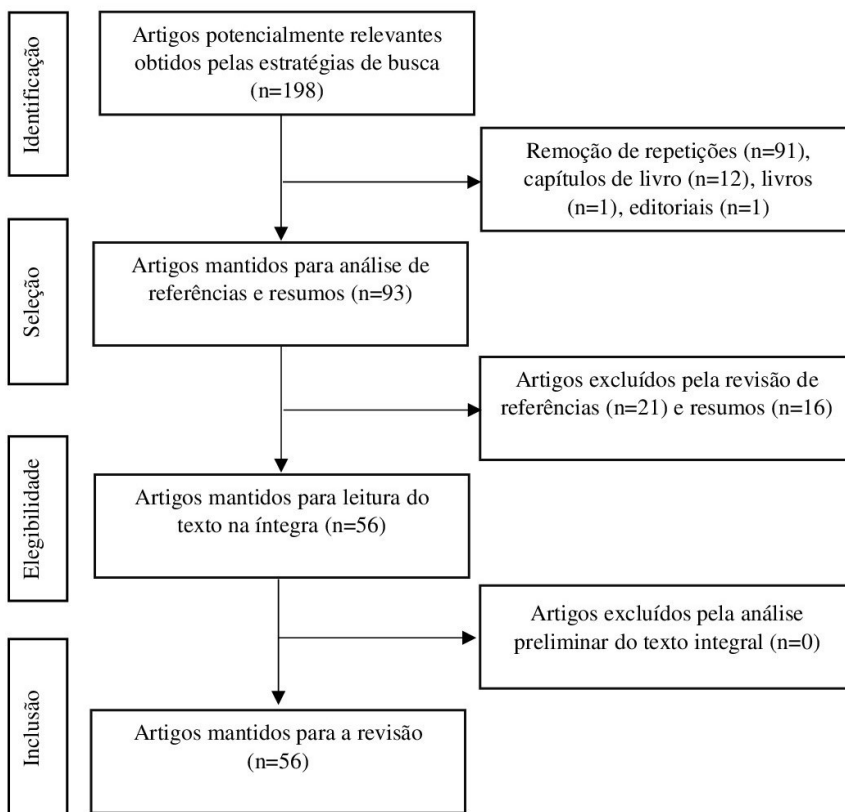 Identificação
Artigos potencialmente relevantes
obtidos pelas estratégias de busca
(n=198)
Remoção de repetições (n=91),
capítulos de livro (n=12), livros
(n=1), editoriais (n=1)
Seleção
Artigos mantidos para análise de
referências e resumos (n=93)
Artigos excluídos pela revisão de
referências (n=21) e resumos (n=16)
Elegibilidade
Artigos mantidos para leitura do
texto na íntegra (n=56)
Artigos excluídos pela análise
preliminar do texto integral (n=0)
Inclusão
Artigos mantidos para a revisão
(n=56)